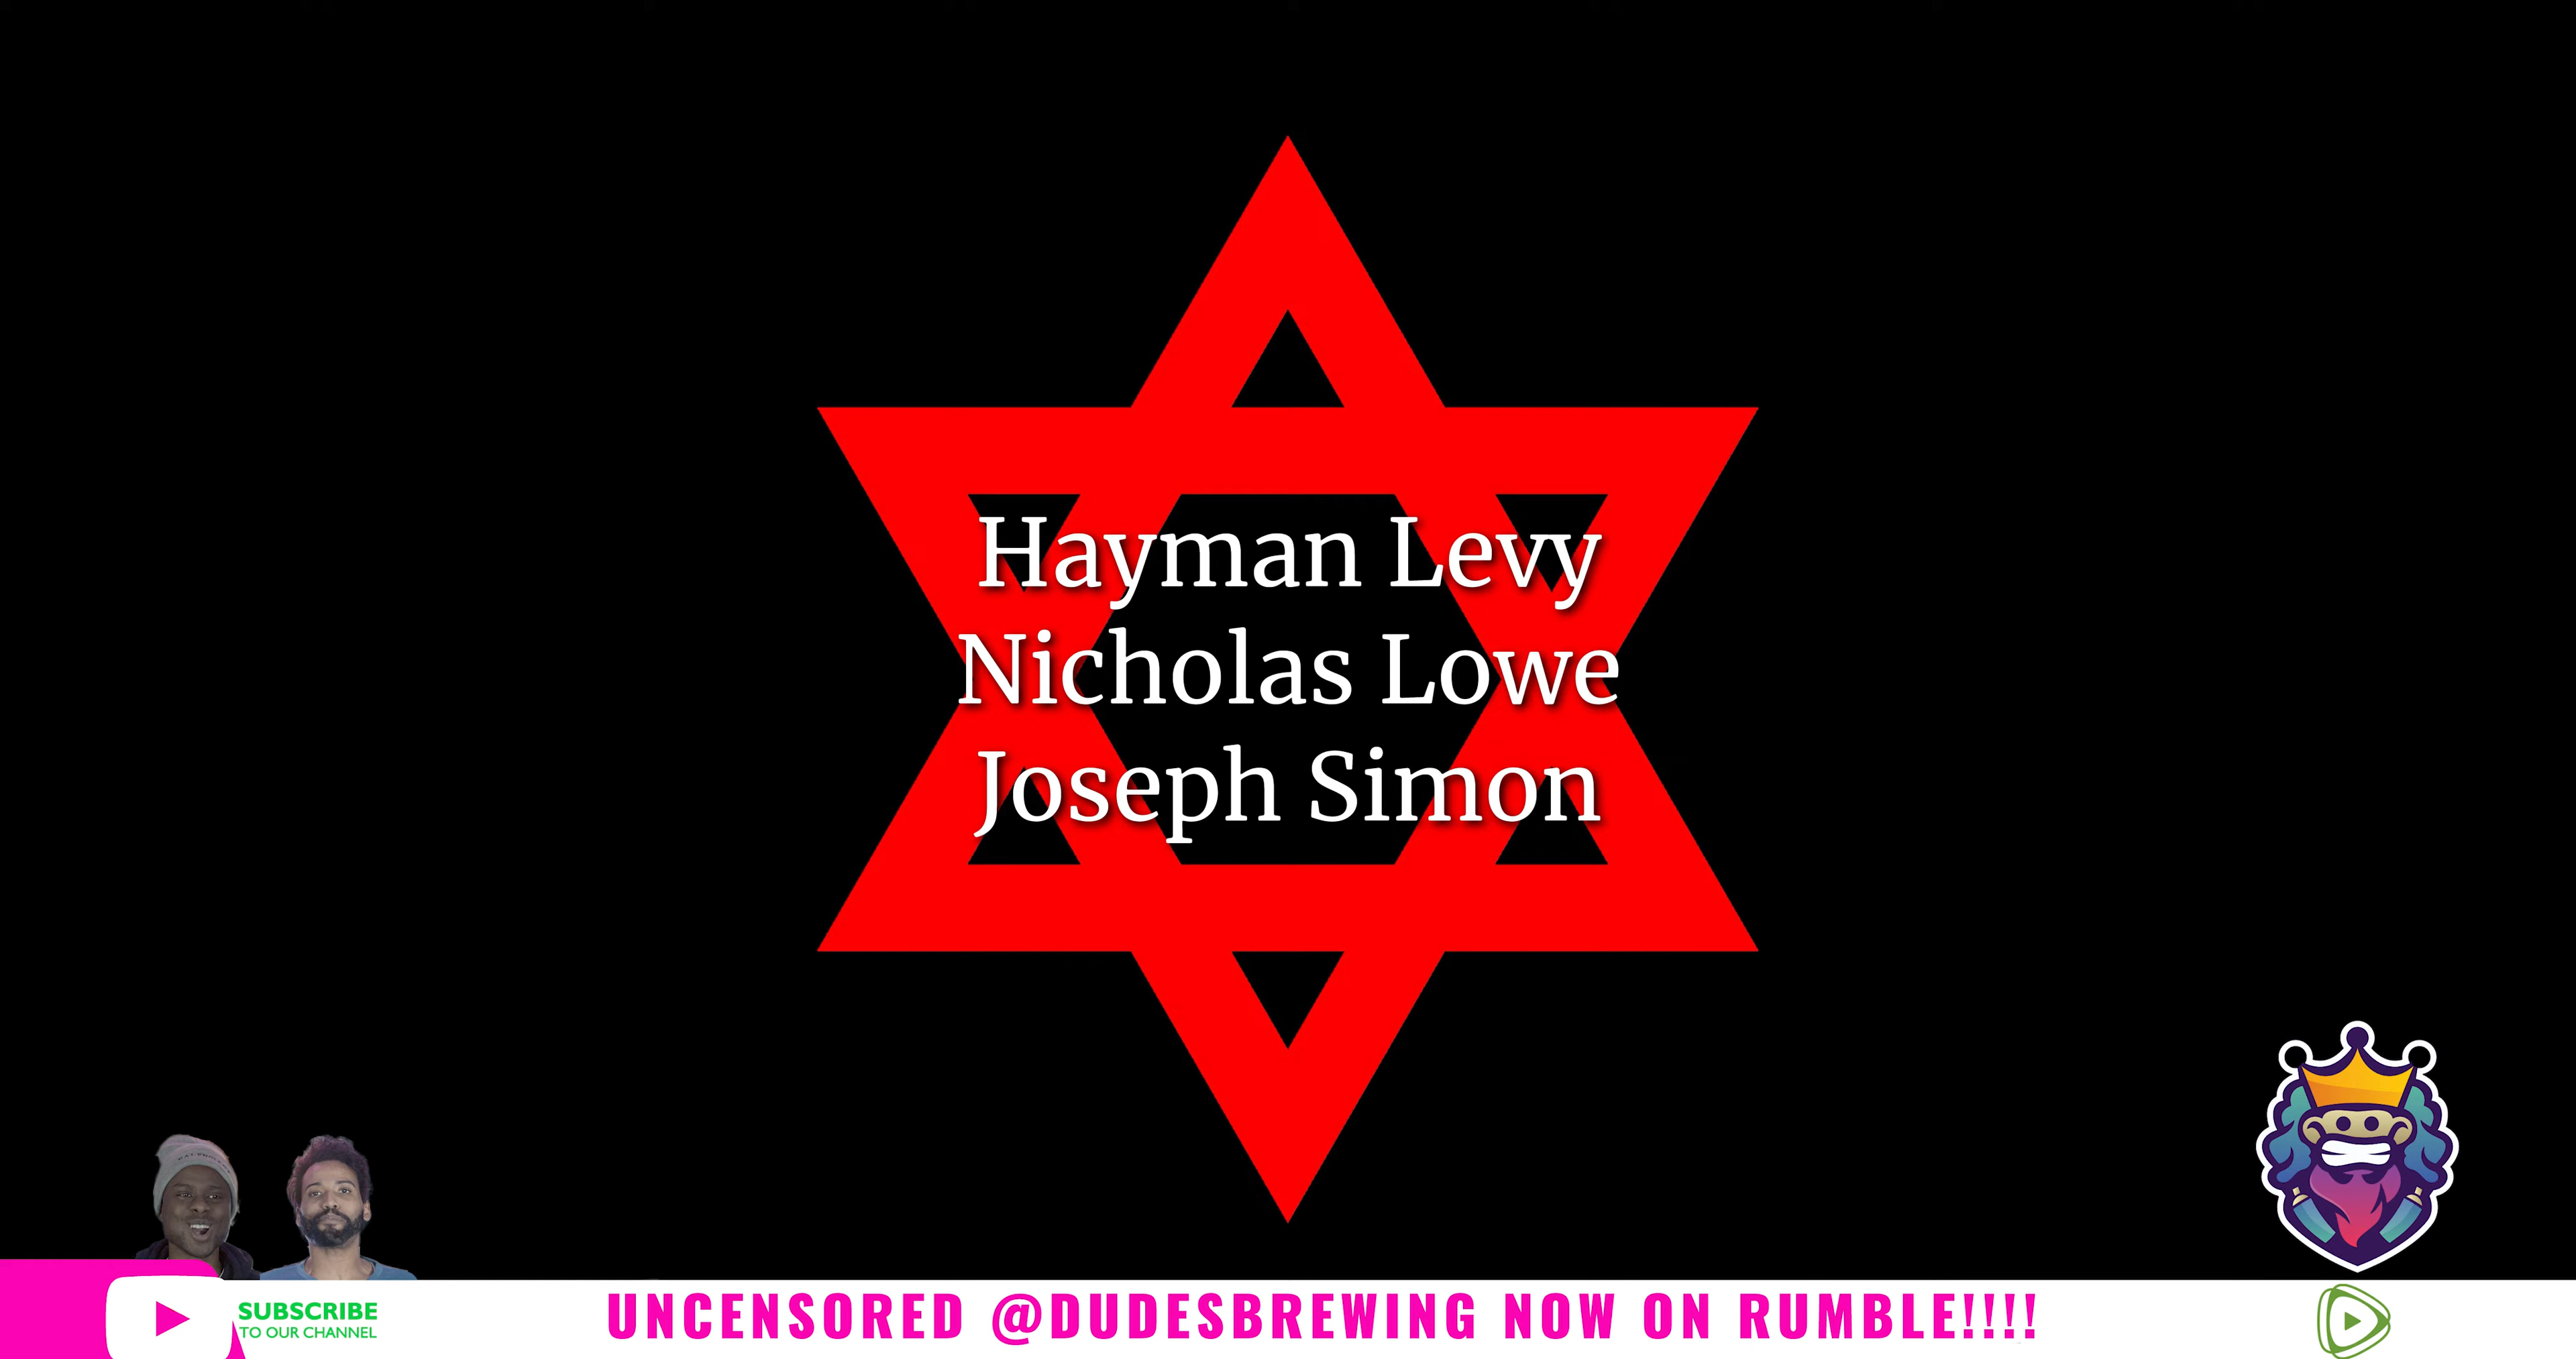 Hayman Levy
Nicholas Lowe
Joseph Simon
SUBSCRIBE
TO OUR CHANNEL
UNCENSORED @DUDESBREWING NOW ON RUMBLE!!!!